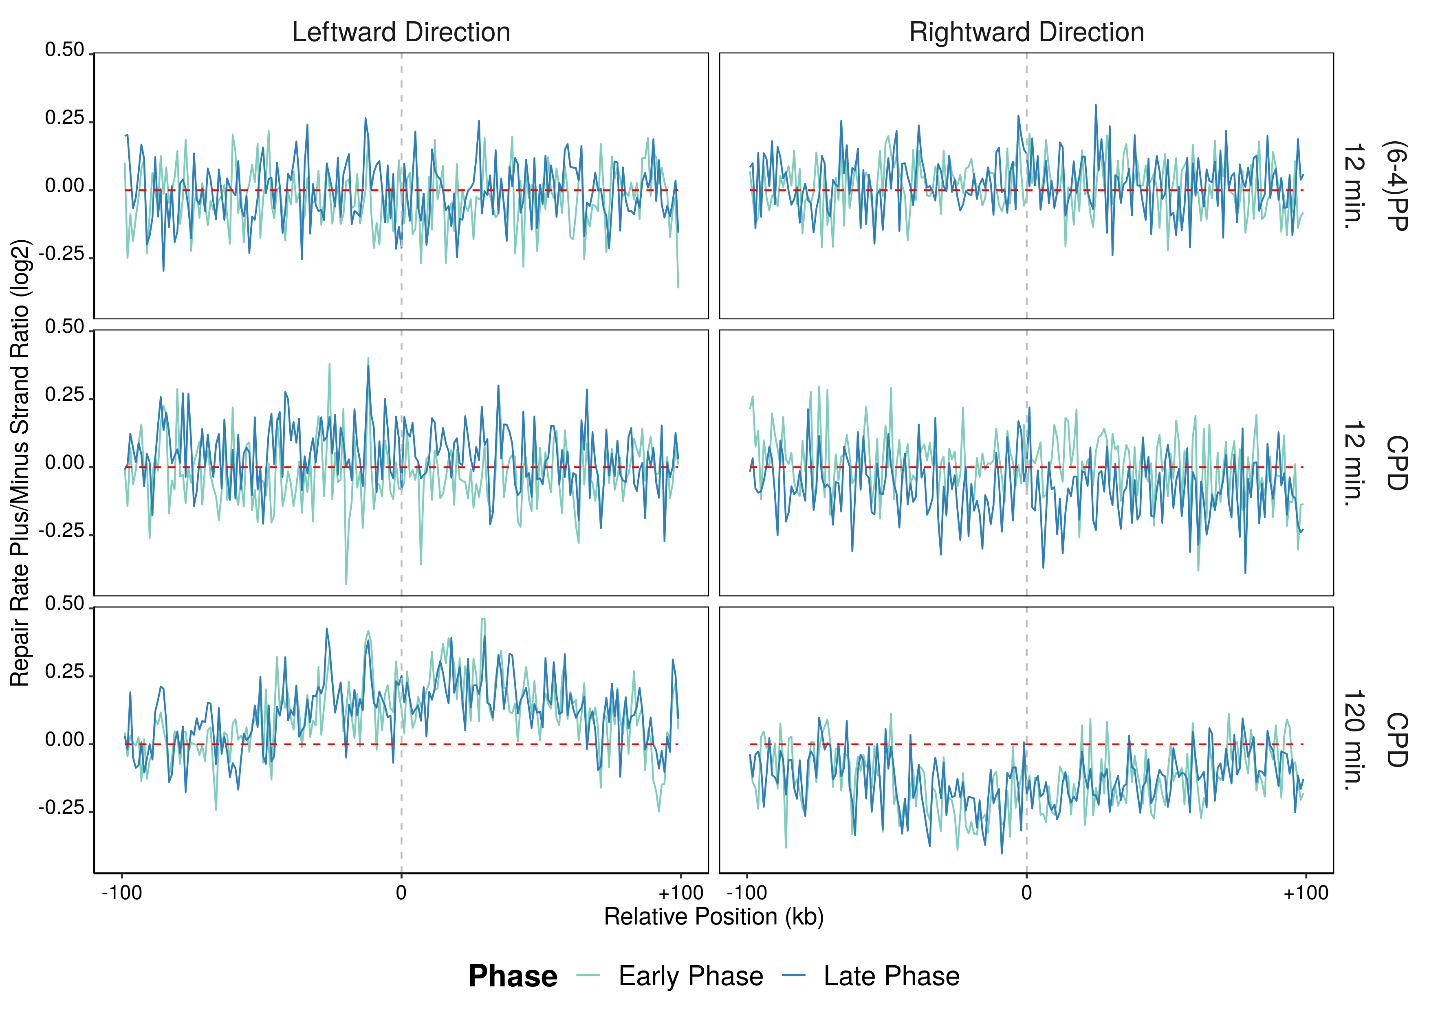 Leftward Direction
Rightward Direction
Repair Rate Plus/Minus Strand Ratio (log2)
0.50
0.25
0.00
-0.25
(6-4)PP
12 min.
0.50
0.25
0.00
-0.25
CPD
12 min.
0.50
0.25
0.00
-0.25
CPD
120 min.
-100
0
+100
-100
0
+100
Relative Position (kb)
Phase
Early Phase
Late Phase